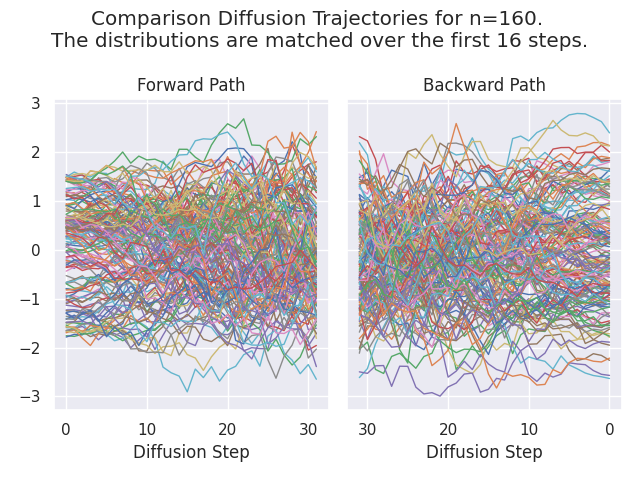 Comparison Diffusion Trajectories for n=160.
The distributions are matched over the first 16 steps.
Forward Path
Backward Path
3
2
1
0
−1
−2
−3
0 10 20 30
30 20 10 0
Diffusion Step
Diffusion Step